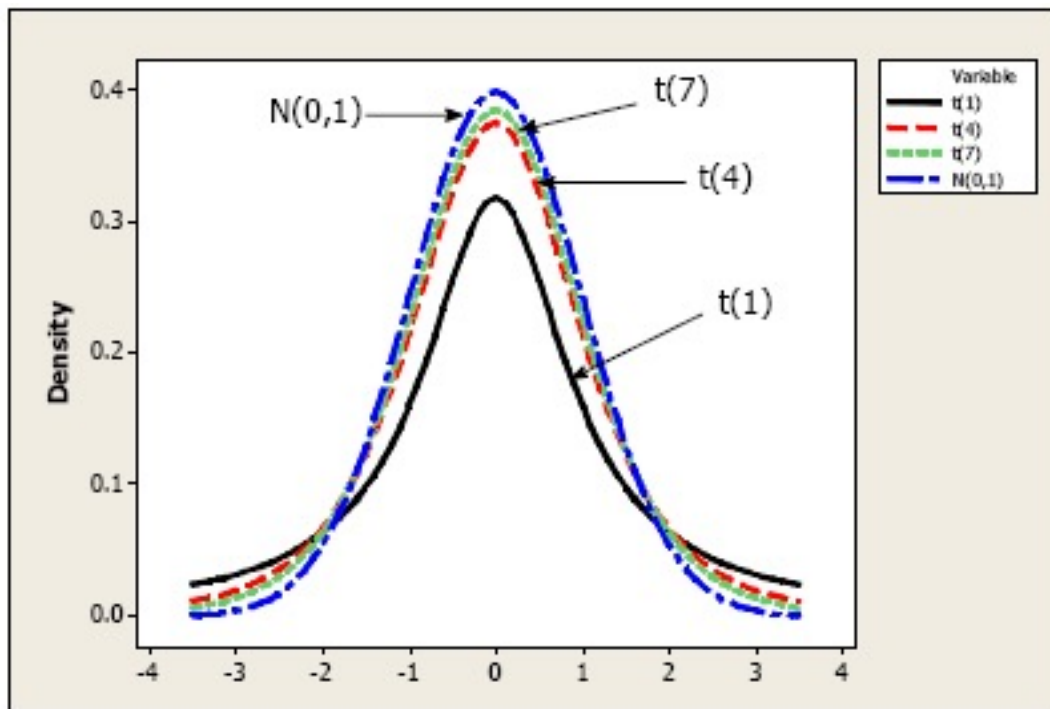 Variable
t(1)
t(4)
t(7)
N(0,1)
N(0,1)
t(7)
t(4)
t(1)
Density
0.4
0.3
0.2
0.1
0.0
-4 -3 -2 -1 0 1 2 3 4